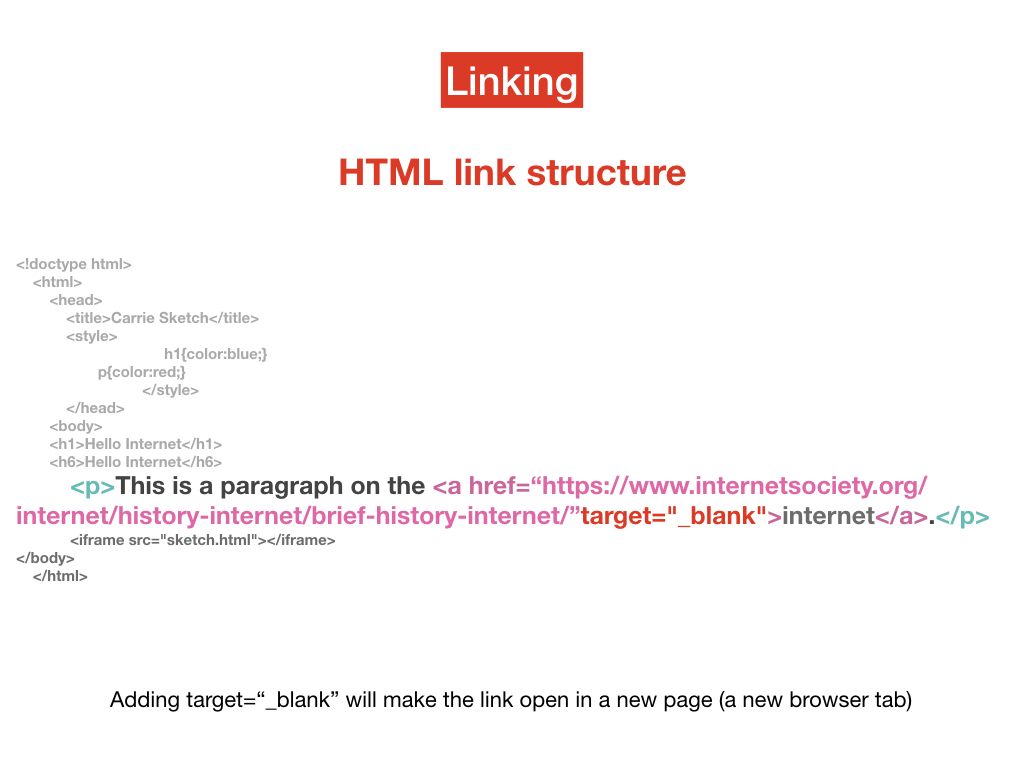 Linking
HTML link structure
<!doctype html>
<html>
<head>
<title>Carrie Sketch</title>
<style>
h1{color:blue;}
p{color:red;}
</style>
</head>
<body>
<h1>Hello Internet</h1>
<h6>Hello Internet</h6>
<p>This is a paragraph on the <a href=“https://www.internetsociety.org/
internet/history-internet/brief-history-internet/”target="_blank">internet</a>.</p>
<iframe src="sketch.html"></iframe>
</body>
</html>
Adding target=“_blank” will make the link open in a new page (a new browser tab)